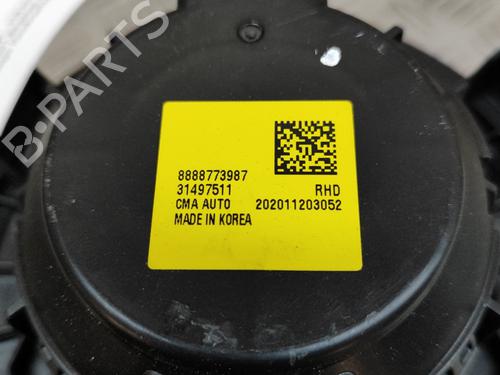 8888773987
31497511 RHD
CMA AUTO 202011203052
MADE IN KOREA
B-PARTS